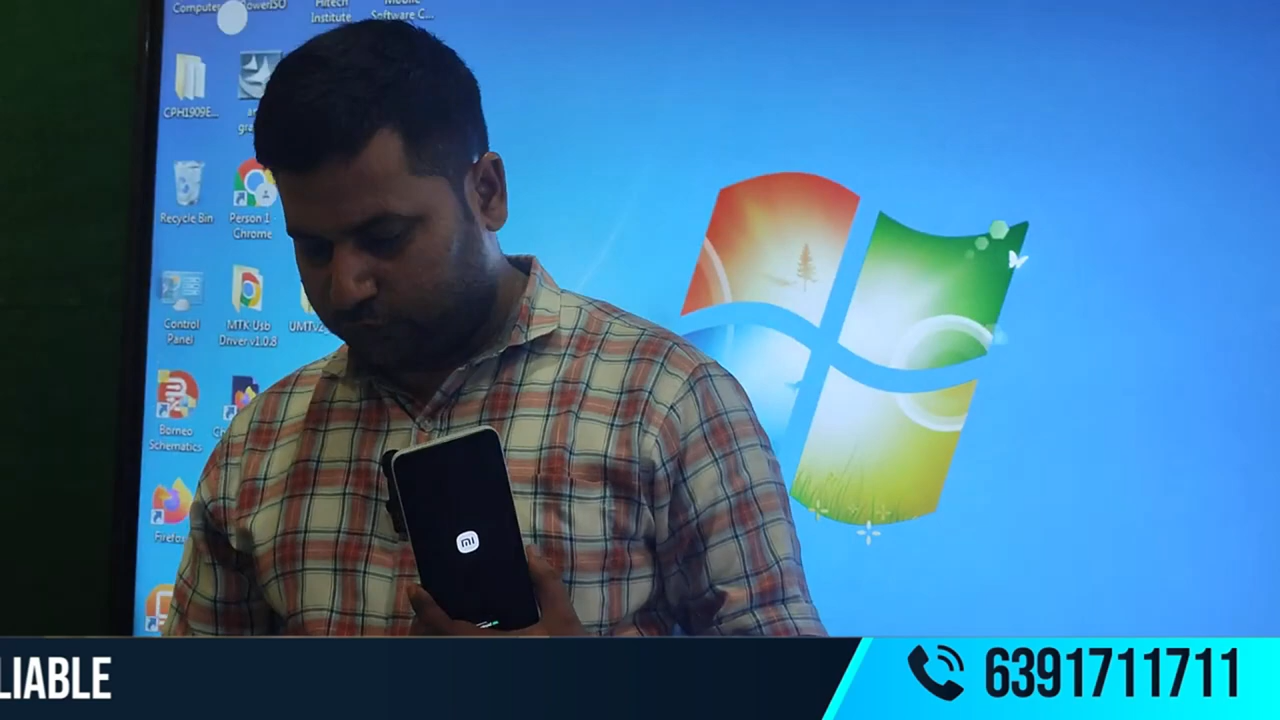 Computer
PowerISO
Hitech
Institute...
Mobile
Software C...
CPH1909E...
Recycle Bin
Person 1 -
Chrome
Control
Panel
MTK Usb
Driver v1.0.8
Borneo
Schematics
Firefox
mi
LIABLE
6391711711